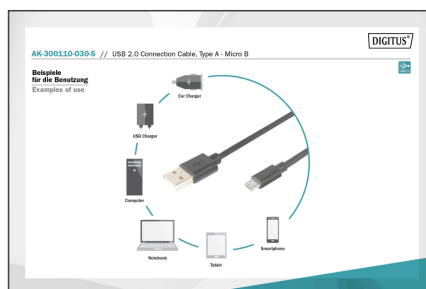 DIGITUS®
AK-300110-030-S // USB 2.0 Connection Cable, Type A - Micro B
Beispiele
für die Benutzung
Examples of use
Car Charger
USB Charger
Computer
Notebook
Tablet
Smartphone